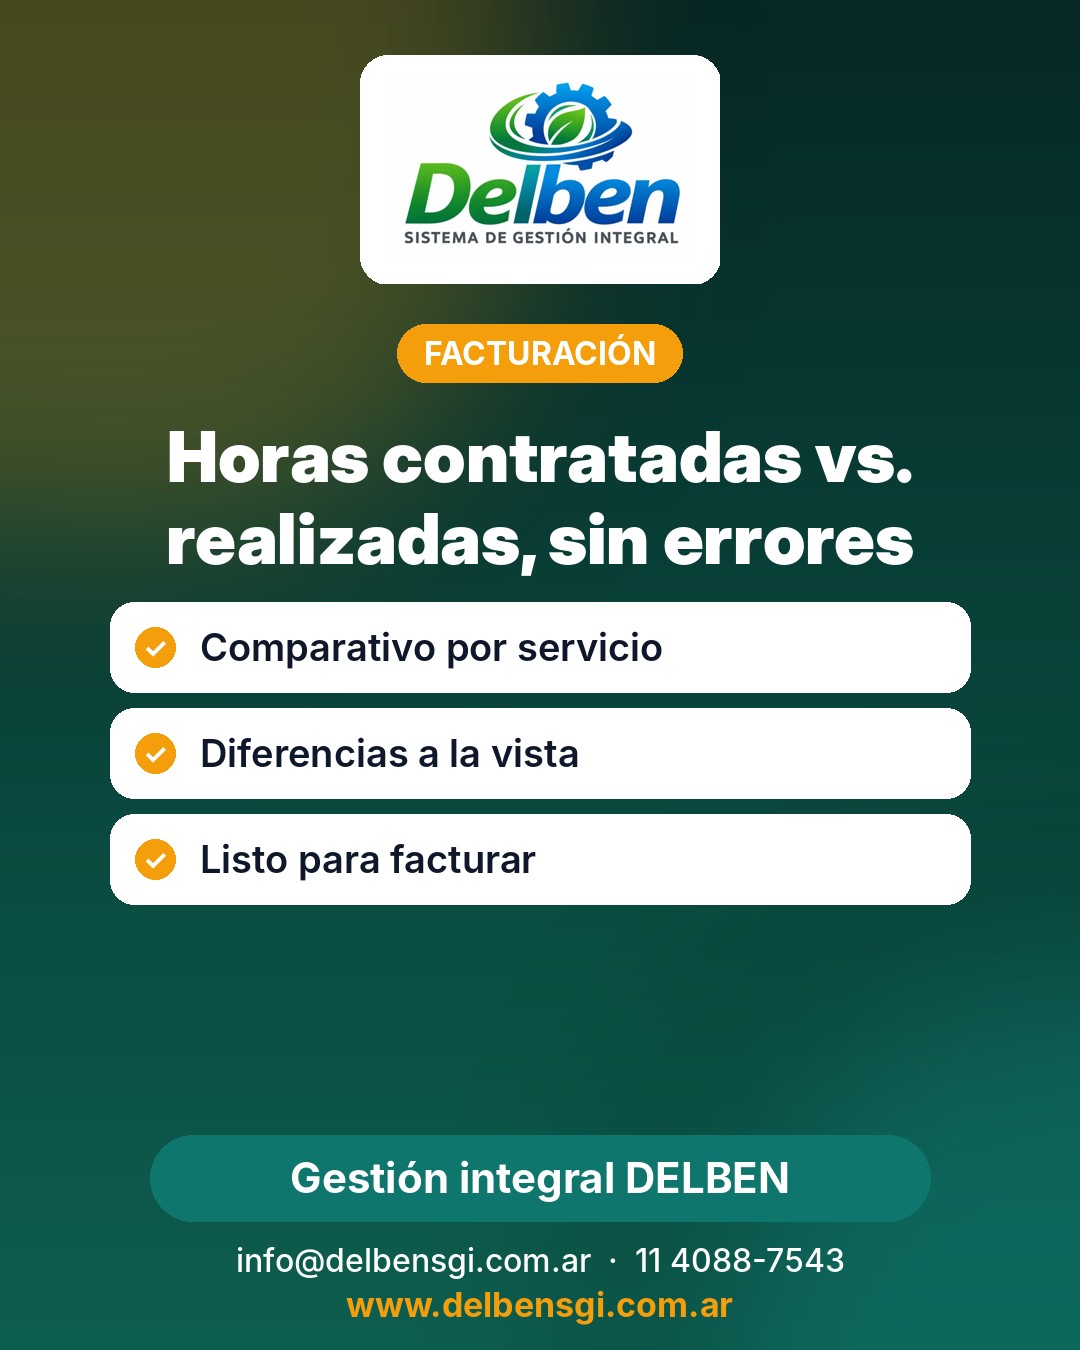 Delben
SISTEMA DE GESTIÓN INTEGRAL
FACTURACIÓN
Horas contratadas vs.
realizadas, sin errores
Comparativo por servicio
Diferencias a la vista
Listo para facturar
Gestión integral DELBEN
info@delbensgi.com.ar · 11 4088-7543
www.delbensgi.com.ar